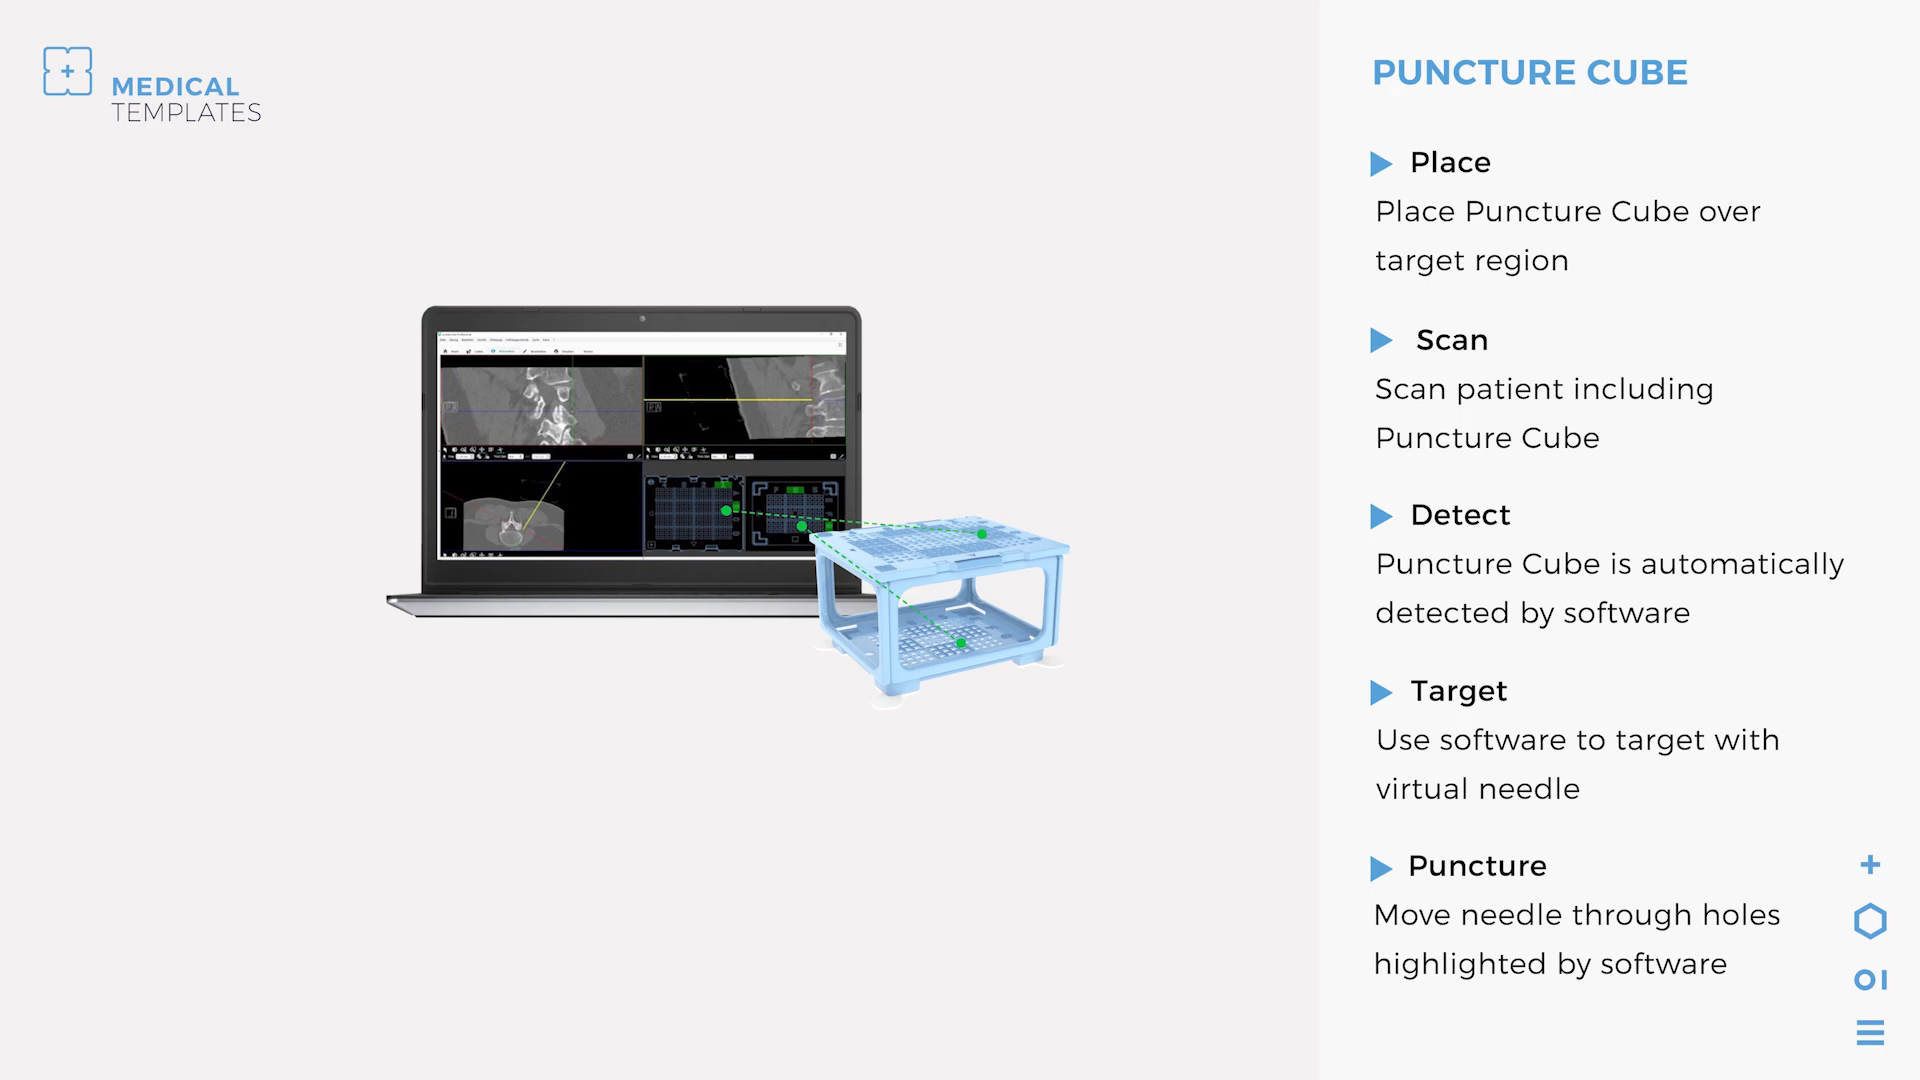 MEDICAL
TEMPLATES
PUNCTURE CUBE
Place
Place Puncture Cube over
target region
Scan
Scan patient including
Puncture Cube
Detect
Puncture Cube is automatically
detected by software
Target
Use software to target with
virtual needle
Puncture
Move needle through holes
highlighted by software